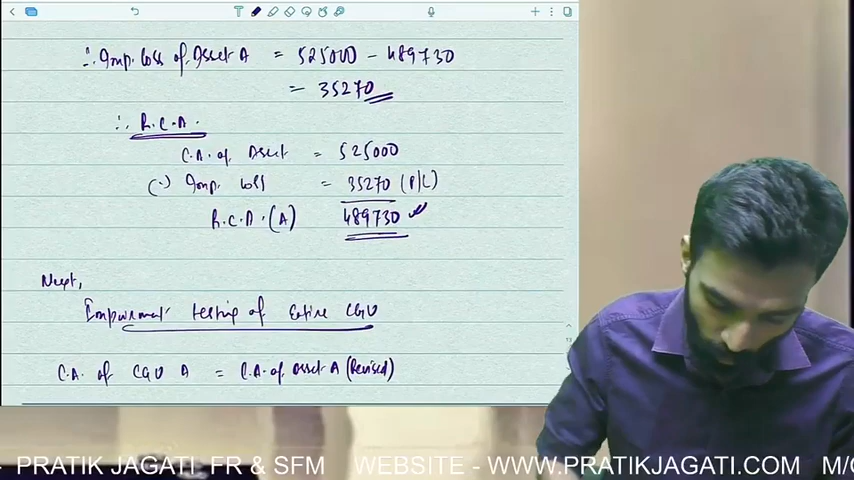 ∴ Imp. loss of Asset A = 525000 - 489730
= 35270
∴ R.C.A.
C.A. of Asset = 525000
(-) Imp. loss = 35270 (P/L)
R.C.A. (A) 489730
Next,
Impairment testing of Entire CGU
C.A. of CGU A = C.A. of Asset A (Revised)
- PRATIK JAGATI FR & SFM WEBSITE - WWW.PRATIKJAGATI.COM M/